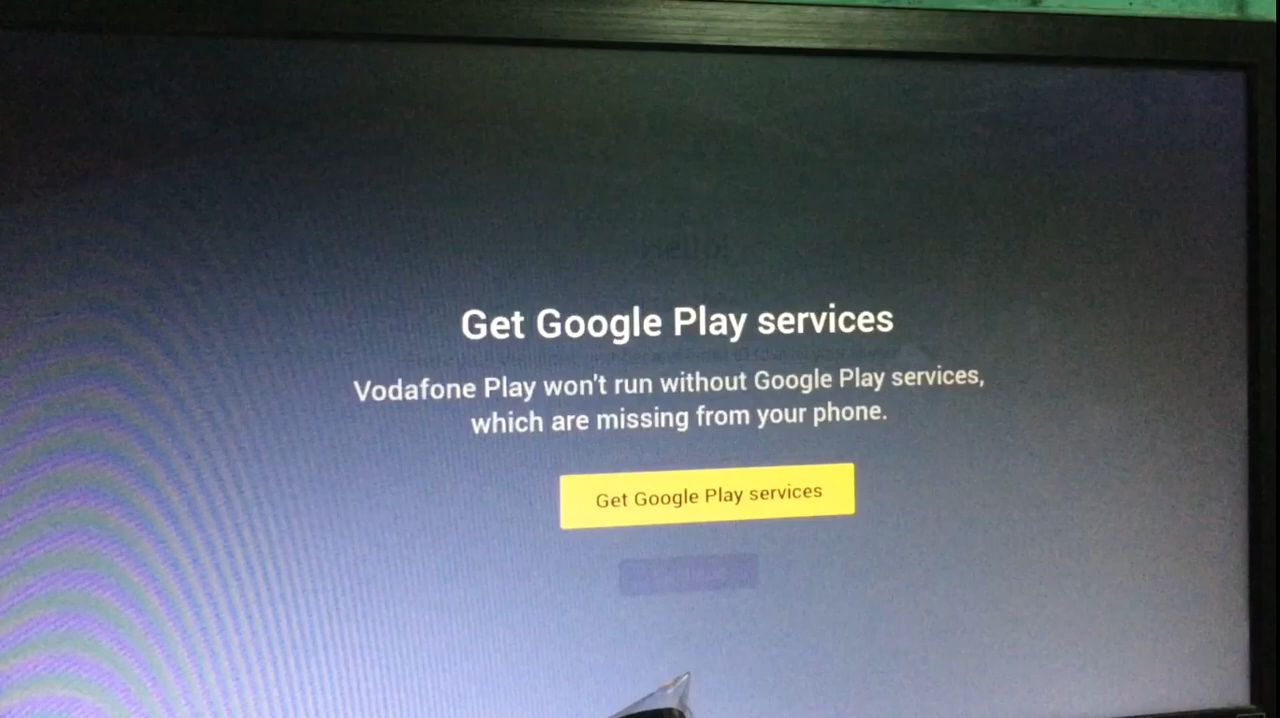 Hello!
Get Google Play services
Vodafone Play won't run without Google Play services,
which are missing from your phone.
Get Google Play services